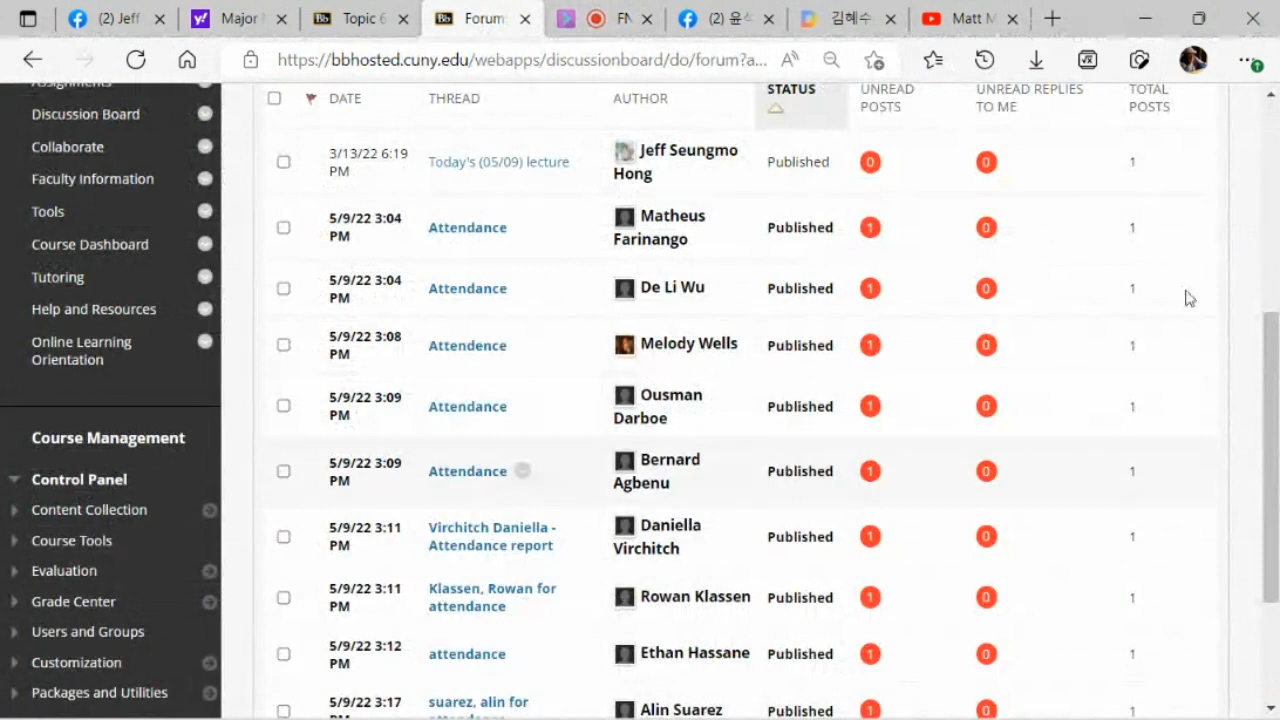 (2) Jeff
Major
Topic 6
Forum:
FN
(2) 윤
김혜수
Matt M
https://bbhosted.cuny.edu/webapps/discussionboard/do/forum?a...
Assignments
Discussion Board
Collaborate
Faculty Information
Tools
Course Dashboard
Tutoring
Help and Resources
Online Learning
Orientation
Course Management
Control Panel
Content Collection
Course Tools
Evaluation
Grade Center
Users and Groups
Customization
Packages and Utilities
DATE
THREAD
AUTHOR
STATUS
UNREAD
POSTS
UNREAD REPLIES
TO ME
TOTAL
POSTS
3/13/22 6:19
PM
Today's (05/09) lecture
Jeff Seungmo
Hong
Published
0
0
1
5/9/22 3:04
PM
Attendance
Matheus
Farinango
Published
1
0
1
5/9/22 3:04
PM
Attendance
De Li Wu
Published
1
0
1
5/9/22 3:08
PM
Attendence
Melody Wells
Published
1
0
1
5/9/22 3:09
PM
Attendance
Ousman
Darboe
Published
1
0
1
5/9/22 3:09
PM
Attendance
Bernard
Agbenu
Published
1
0
1
5/9/22 3:11
PM
Virchitch Daniella -
Attendance report
Daniella
Virchitch
Published
1
0
1
5/9/22 3:11
PM
Klassen, Rowan for
attendance
Rowan Klassen
Published
1
0
1
5/9/22 3:12
PM
attendance
Ethan Hassane
Published
1
0
1
5/9/22 3:17
PM
suarez, alin for
attendance
Alin Suarez
Published
1
0
1